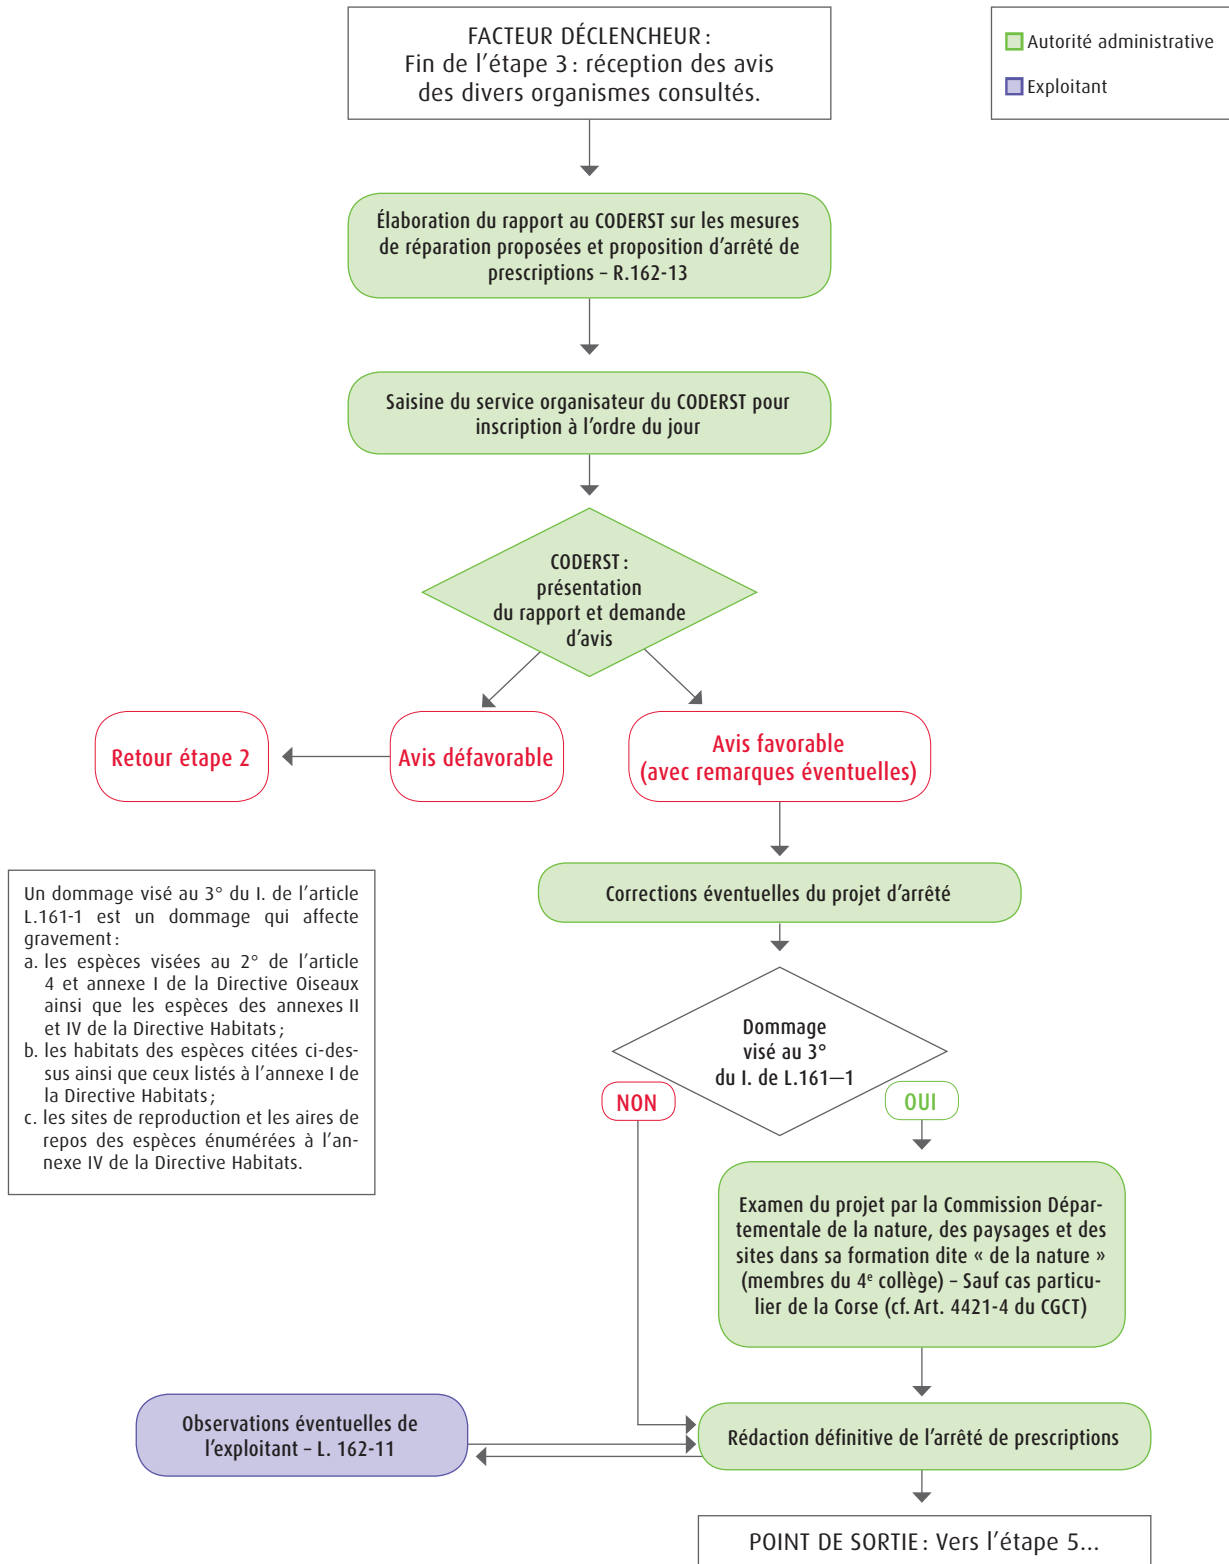 FACTEUR DÉCLENCHEUR :
Fin de l’étape 3 : réception des avis
des divers organismes consultés.
Autorité administrative
Exploitant
Élaboration du rapport au CODERST sur les mesures
de réparation proposées et proposition d’arrêté de
prescriptions – R.162-13
Saisine du service organisateur du CODERST pour
inscription à l’ordre du jour
CODERST :
présentation
du rapport et demande
d’avis
Retour étape 2
Avis défavorable
Avis favorable
(avec remarques éventuelles)
Corrections éventuelles du projet d’arrêté
Un dommage visé au 3° du I. de l’article
L.161-1 est un dommage qui affecte
gravement :
a. les espèces visées au 2° de l’article
4 et annexe I de la Directive Oiseaux
ainsi que les espèces des annexes II
et IV de la Directive Habitats ;
b. les habitats des espèces citées ci-des-
sus ainsi que ceux listés à l’annexe I de
la Directive Habitats ;
c. les sites de reproduction et les aires de
repos des espèces énumérées à l’an-
nexe IV de la Directive Habitats.
Dommage
visé au 3°
du I. de L.161—1
NON
OUI
Examen du projet par la Commission Dépar-
tementale de la nature, des paysages et des
sites dans sa formation dite « de la nature »
(membres du 4e collège) – Sauf cas particu-
lier de la Corse (cf. Art. 4421-4 du CGCT)
Observations éventuelles de
l’exploitant – L. 162-11
Rédaction définitive de l’arrêté de prescriptions
POINT DE SORTIE : Vers l’étape 5...